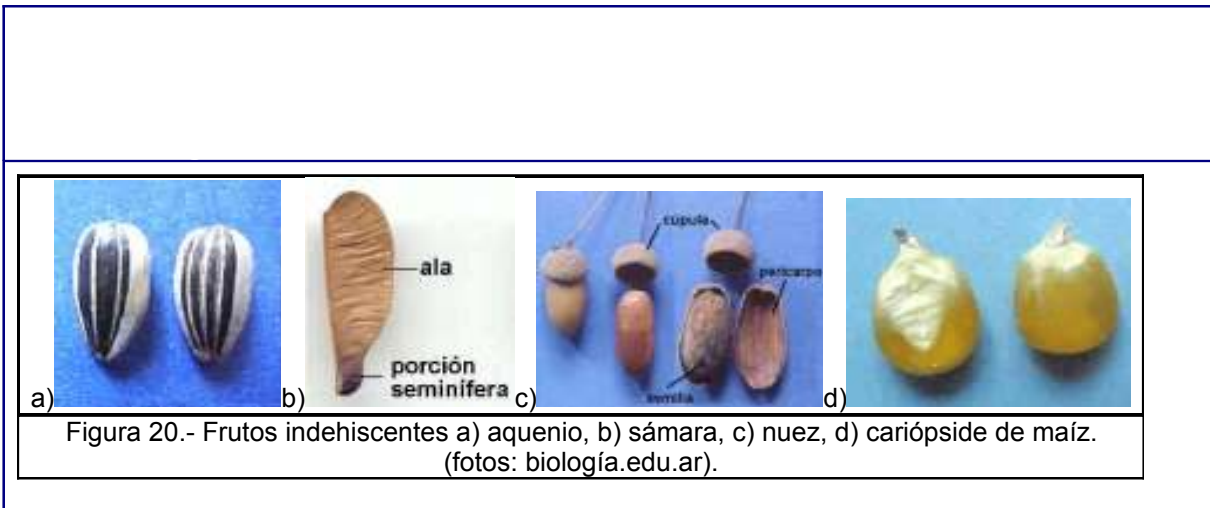 ala
porción
seminífera
cúpula
pericarpo
semilla
a)
b)
c)
d)
Figura 20.- Frutos indehiscentes a) aquenio, b) sámara, c) nuez, d) cariópside de maíz.
(fotos: biología.edu.ar).